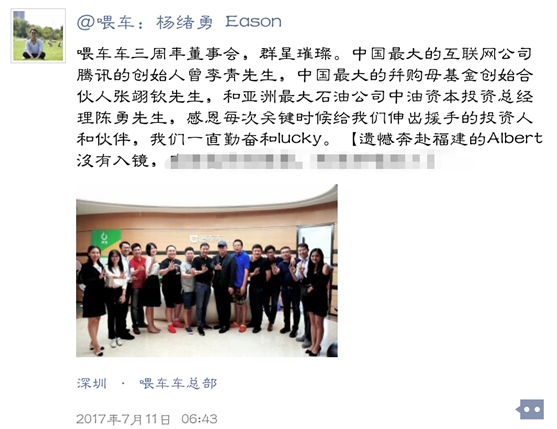 @喂车：杨绪勇 Eason
喂车车三周年董事会，群星璀璨。中国最大的互联网公司
腾讯的创始人曾李青先生，中国最大的并购母基金创始合
伙人张翊钦先生，和亚洲最大石油公司中油资本投资总经
理陈勇先生，感恩每次关键时候给我们伸出援手的投资人
和伙伴，我们一直勤奋和lucky。【遗憾奔赴福建的Albert
没有入镜，
深圳 · 喂车车总部
2017年7月11日 06:43